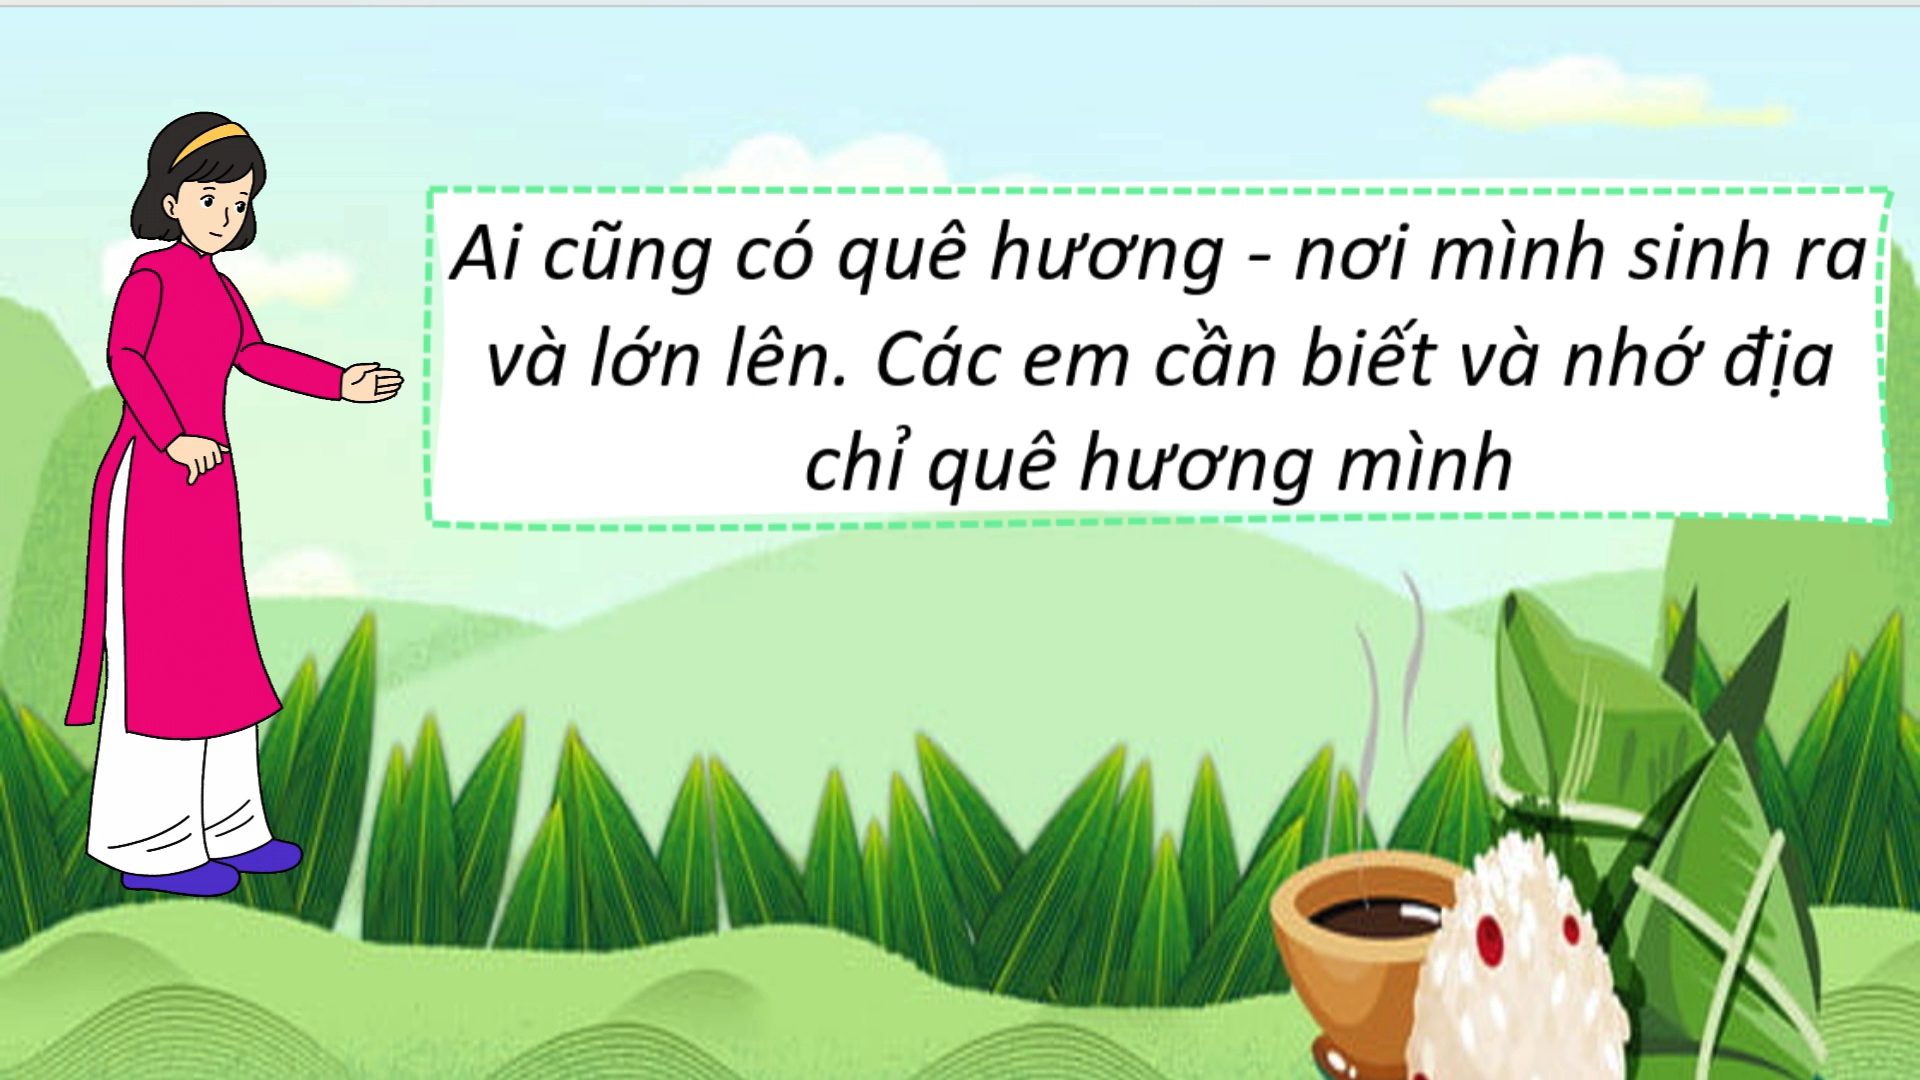 Ai cũng có quê hương - nơi mình sinh ra
và lớn lên. Các em cần biết và nhớ địa
chỉ quê hương mình